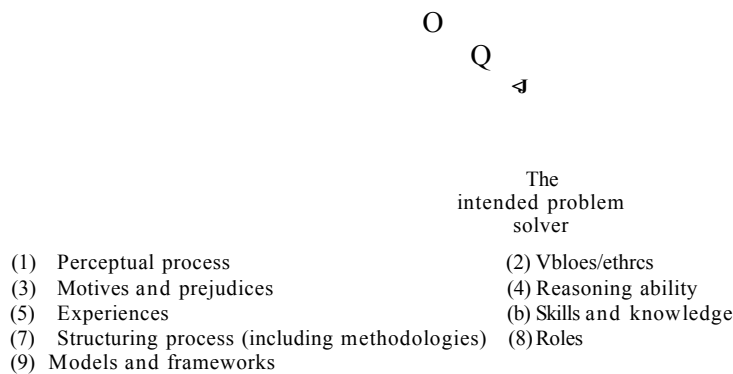 O
Q
<J
The
intended problem
solver
(1) Perceptual process (2) Vbloes/ethrcs
(3) Motives and prejudices (4) Reasoning ability
(5) Experiences (b) Skills and knowledge
(7) Structuring process (including methodologies) (8) Roles
(9) Models and frameworks